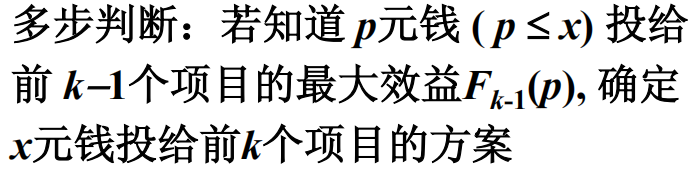 多步判断：若知道 p元钱 ( p ≤ x) 投给
前 k–1个项目的最大效益Fk-1(p), 确定
x元钱投给前k个项目的方案